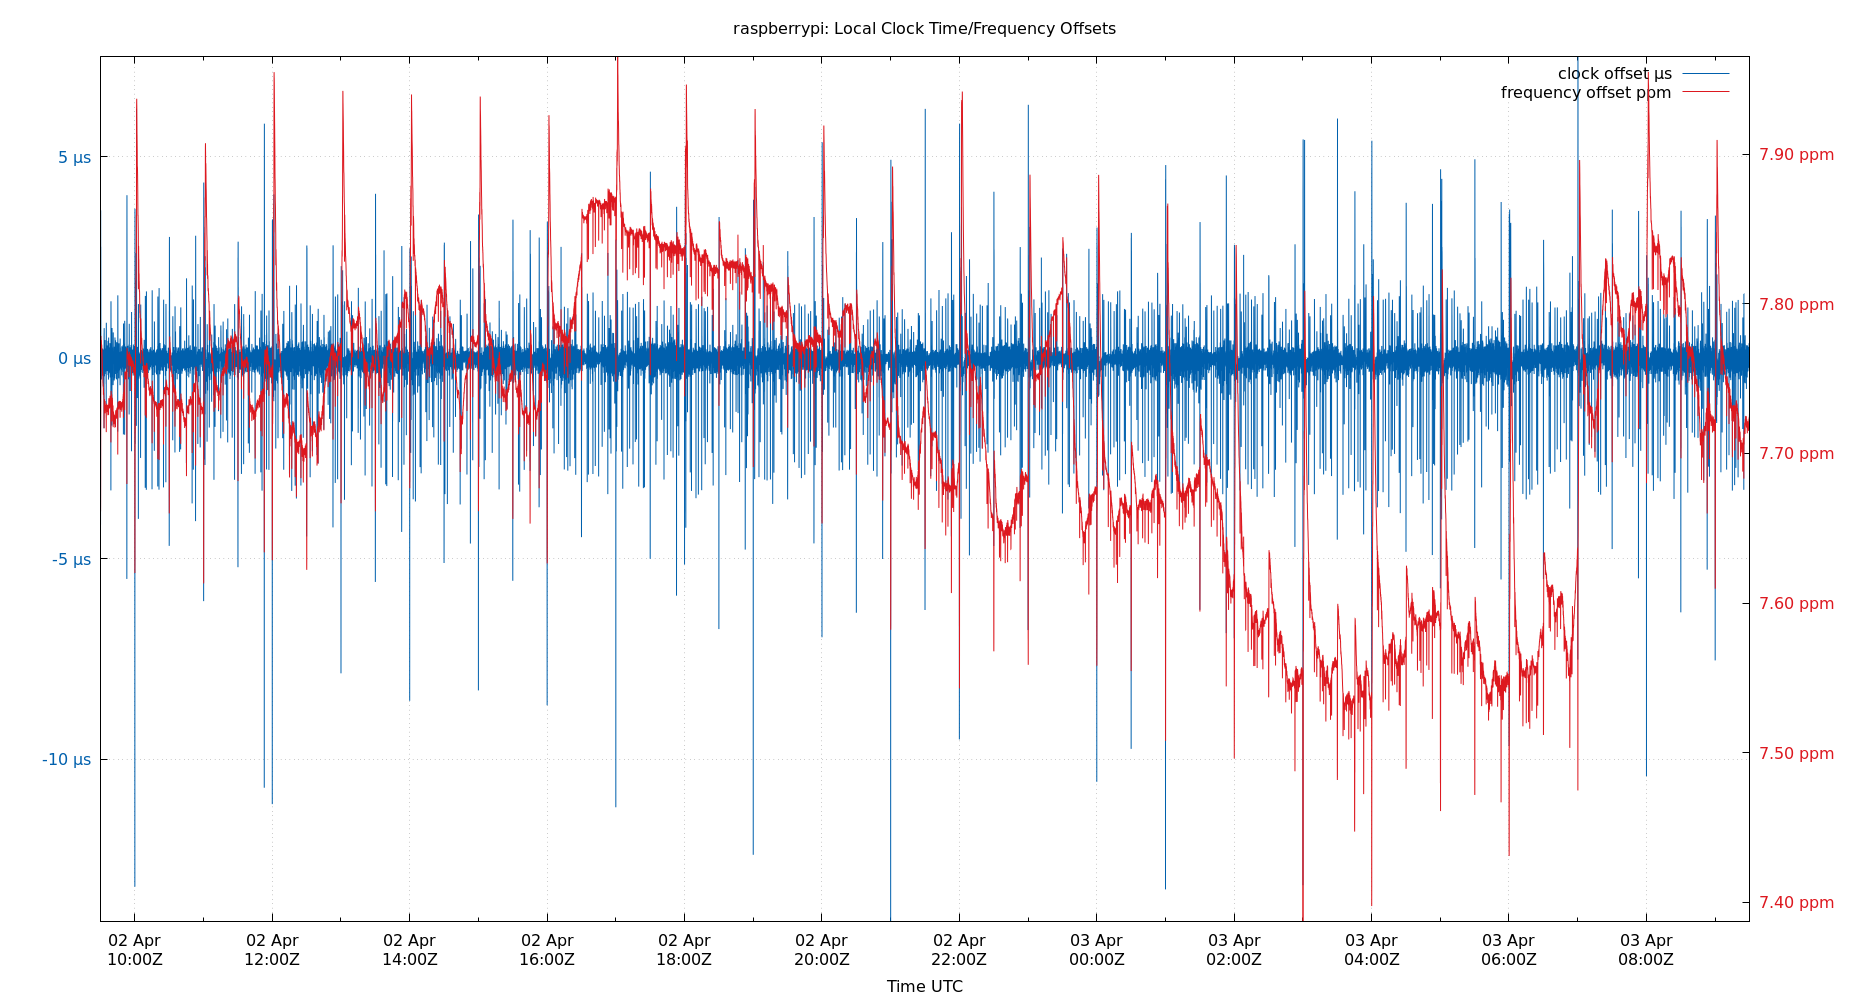 raspberrypi: Local Clock Time/Frequency Offsets
clock offset µs
frequency offset ppm
5 µs
0 µs
-5 µs
-10 µs
7.90 ppm
7.80 ppm
7.70 ppm
7.60 ppm
7.50 ppm
7.40 ppm
02 Apr 02 Apr 02 Apr 02 Apr 02 Apr 02 Apr 02 Apr 03 Apr 03 Apr 03 Apr 03 Apr 03 Apr
10:00Z 12:00Z 14:00Z 16:00Z 18:00Z 20:00Z 22:00Z 00:00Z 02:00Z 04:00Z 06:00Z 08:00Z
Time UTC